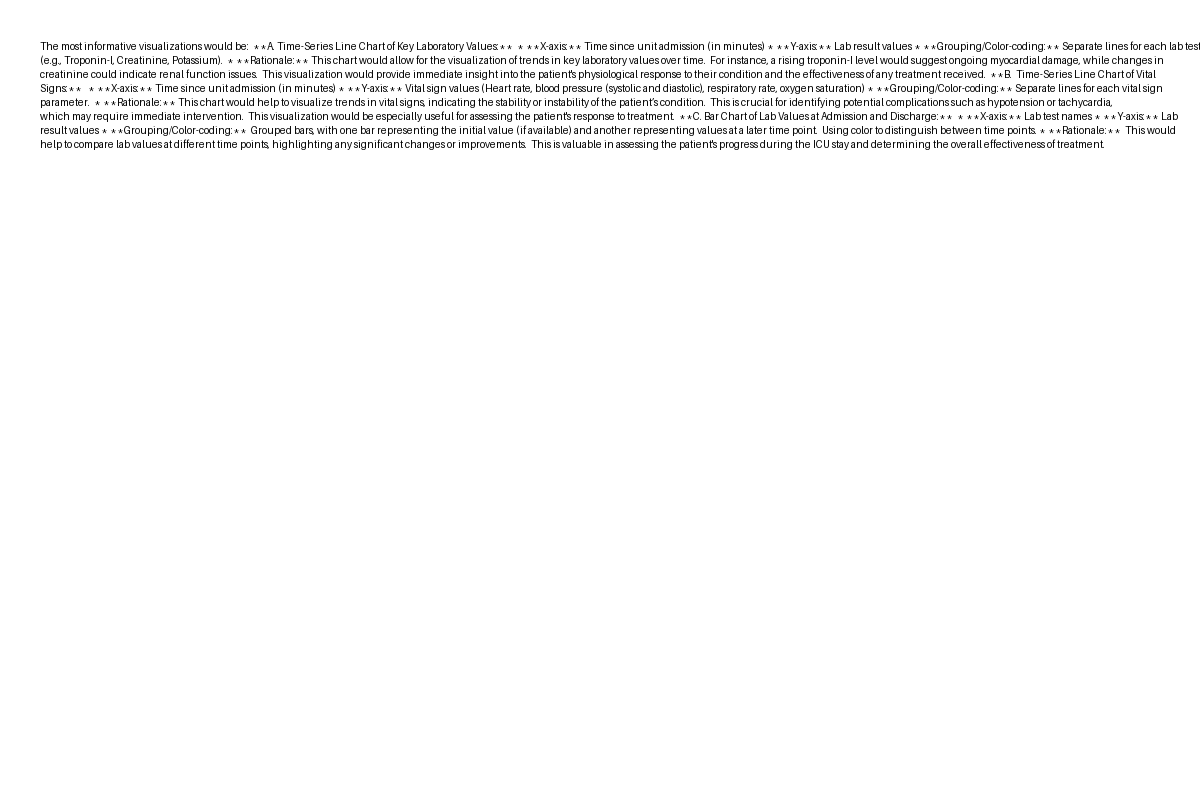 The most informative visualizations would be:  **A. Time-Series Line Chart of Key Laboratory Values:**  * **X-axis:** Time since unit admission (in minutes) * **Y-axis:** Lab result values * **Grouping/Color-coding:** Separate lines for each lab test
(e.g., Troponin-I, Creatinine, Potassium).  * **Rationale:** This chart would allow for the visualization of trends in key laboratory values over time.  For instance, a rising troponin-I level would suggest ongoing myocardial damage, while changes in
creatinine could indicate renal function issues.  This visualization would provide immediate insight into the patient's physiological response to their condition and the effectiveness of any treatment received.  **B.  Time-Series Line Chart of Vital
Signs:**  * **X-axis:** Time since unit admission (in minutes) * **Y-axis:** Vital sign values (Heart rate, blood pressure (systolic and diastolic), respiratory rate, oxygen saturation) * **Grouping/Color-coding:** Separate lines for each vital sign
parameter.  * **Rationale:** This chart would help to visualize trends in vital signs, indicating the stability or instability of the patient's condition.  This is crucial for identifying potential complications such as hypotension or tachycardia,
which may require immediate intervention.  This visualization would be especially useful for assessing the patient's response to treatment.  **C. Bar Chart of Lab Values at Admission and Discharge:**  * **X-axis:** Lab test names * **Y-axis:** Lab
result values * **Grouping/Color-coding:** Grouped bars, with one bar representing the initial value (if available) and another representing values at a later time point.  Using color to distinguish between time points. * **Rationale:**  This would
help to compare lab values at different time points, highlighting any significant changes or improvements.  This is valuable in assessing the patient's progress during the ICU stay and determining the overall effectiveness of treatment.